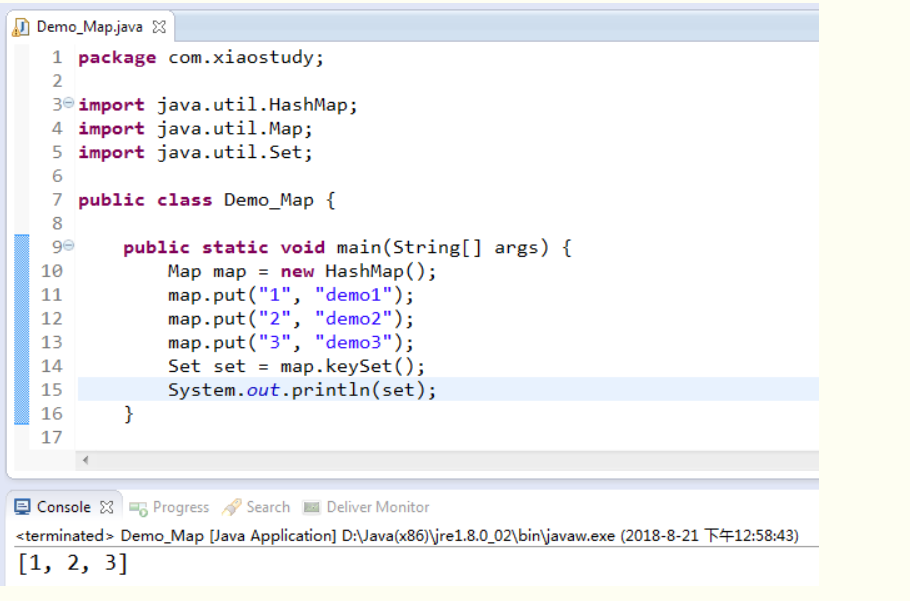 Demo_Map.java
1 package com.xiaostudy;
2
3 import java.util.HashMap;
4 import java.util.Map;
5 import java.util.Set;
6
7 public class Demo_Map {
8
9     public static void main(String[] args) {
10         Map map = new HashMap();
11         map.put("1", "demo1");
12         map.put("2", "demo2");
13         map.put("3", "demo3");
14         Set set = map.keySet();
15         System.out.println(set);
16     }
17
Console Progress Search Deliver Monitor
<terminated> Demo_Map [Java Application] D:\Java(x86)\jre1.8.0_02\bin\javaw.exe (2018-8-21 下午12:58:43)
[1, 2, 3]